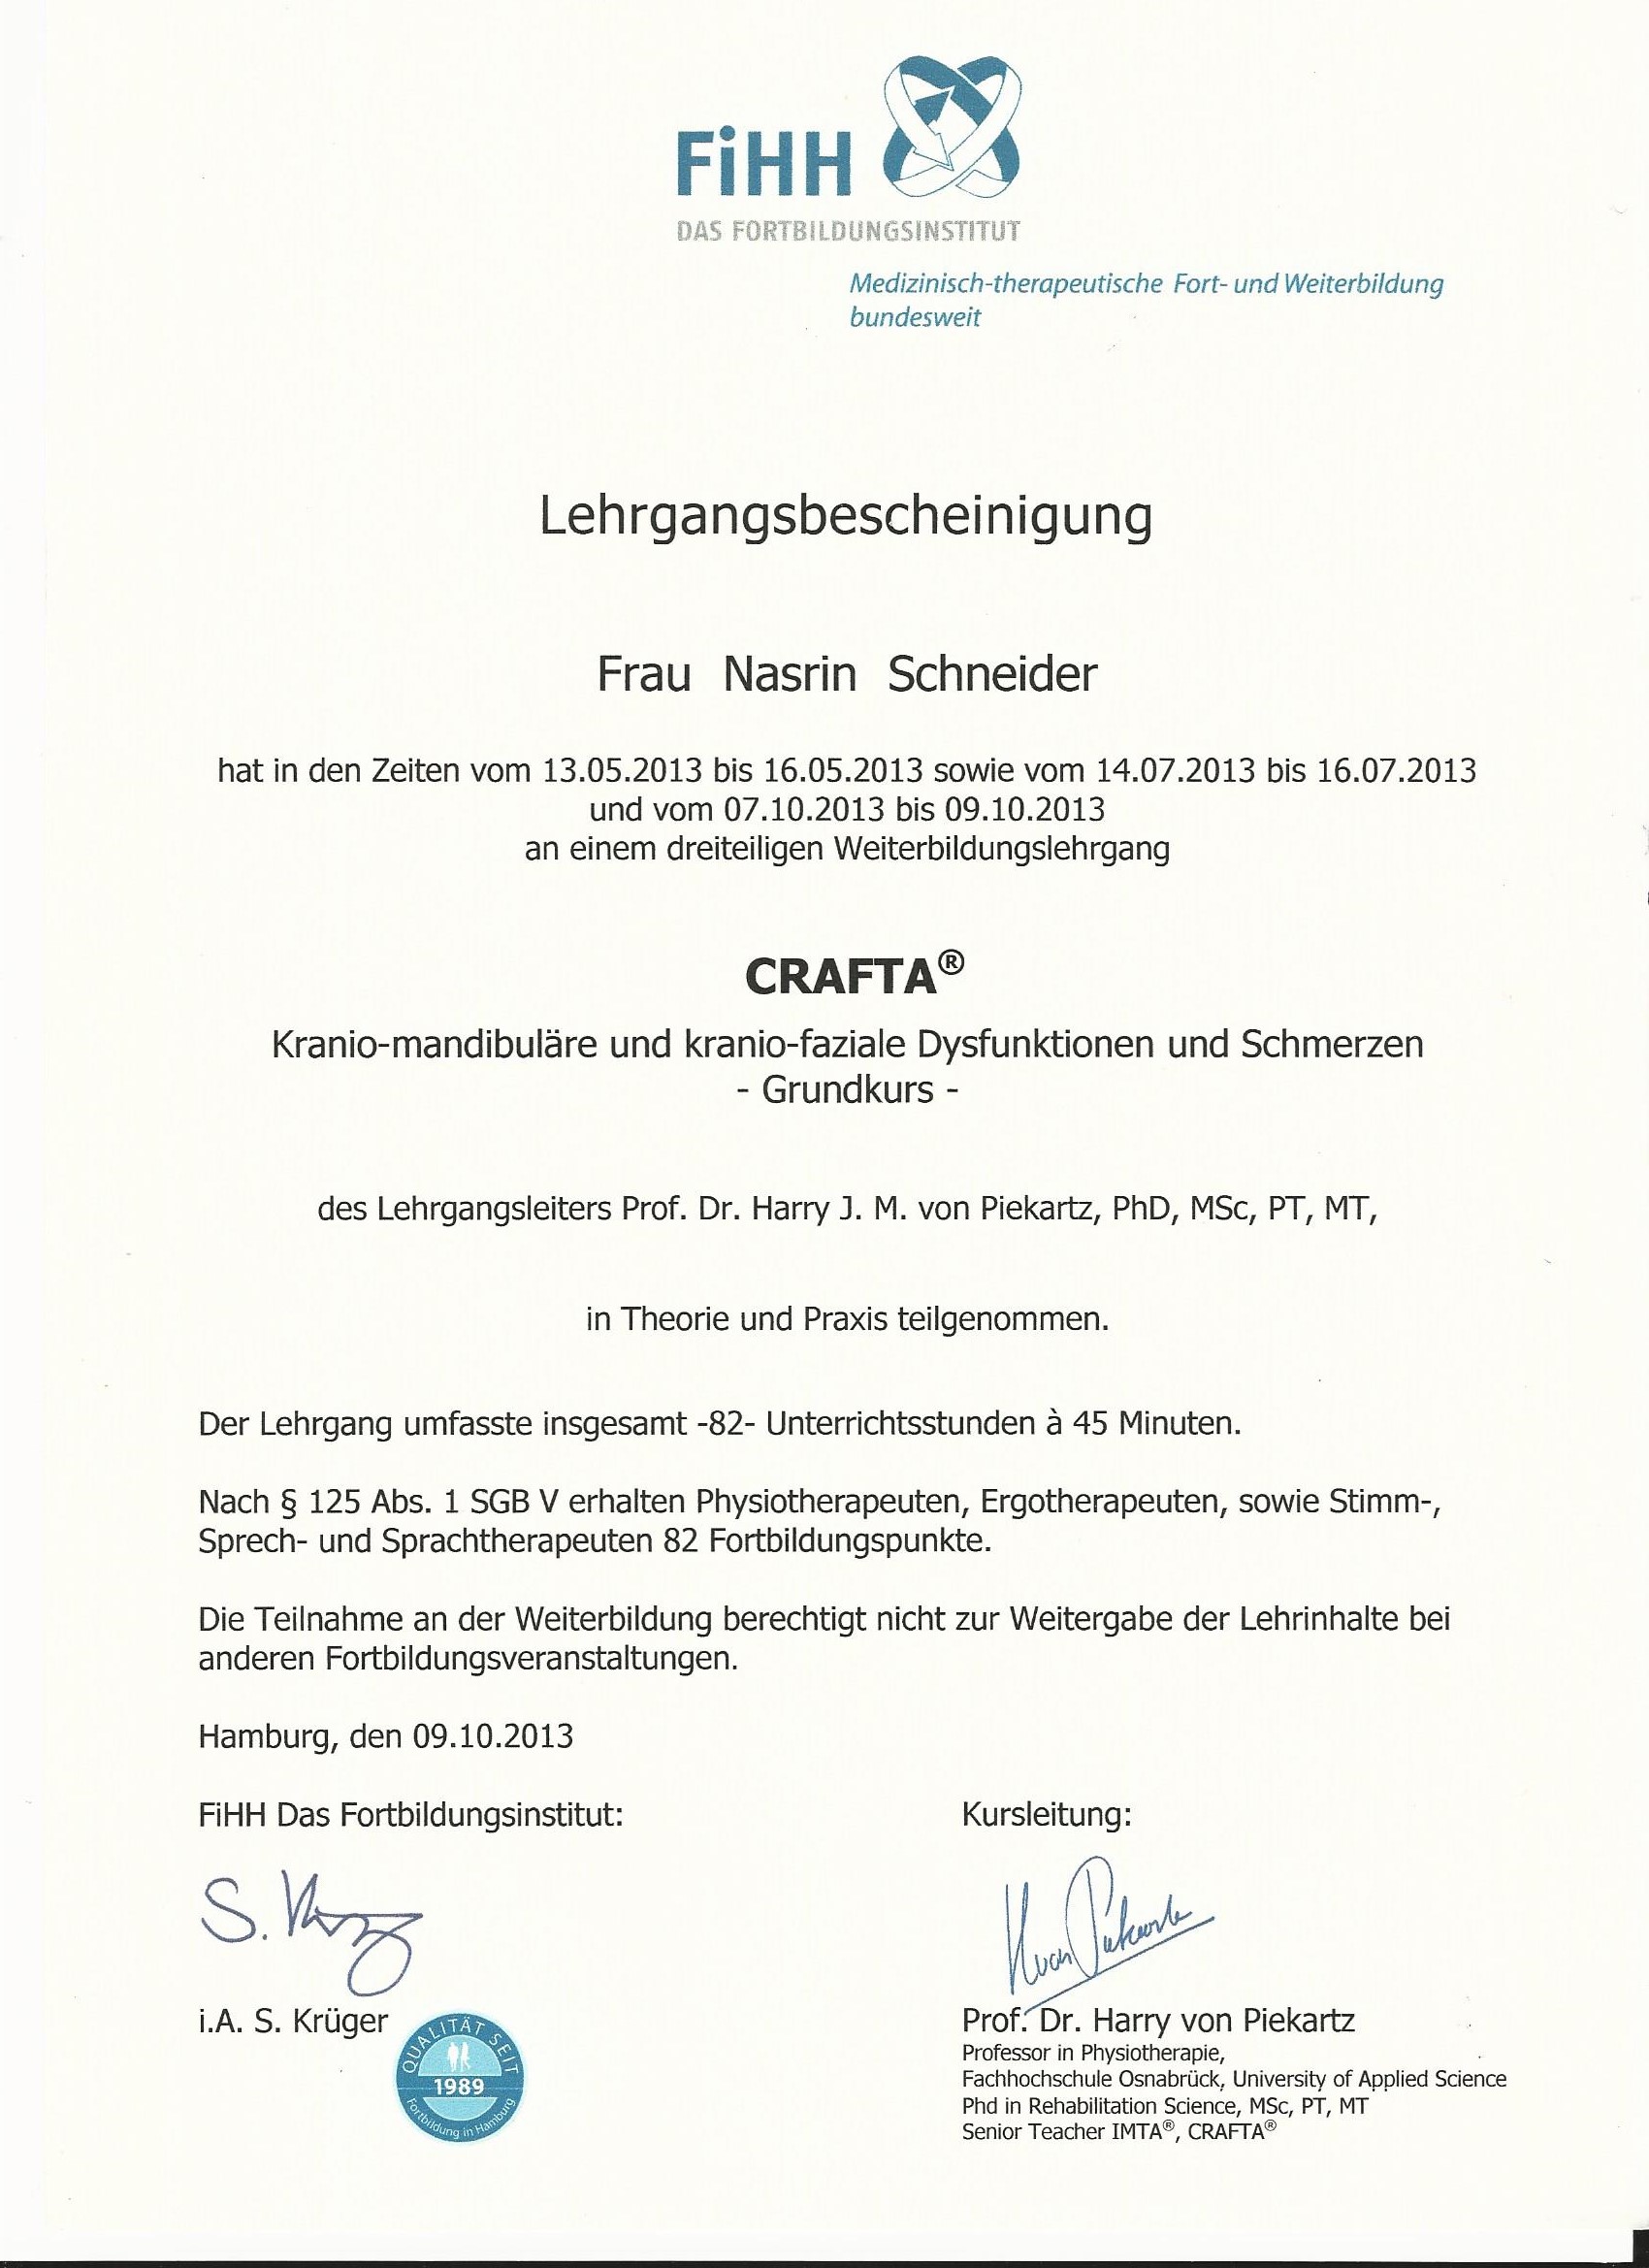 FiHH
DAS FORTBILDUNGSINSTITUT
Medizinisch-therapeutische Fort- und Weiterbildung
bundesweit
Lehrgangsbescheinigung
Frau Nasrin Schneider
hat in den Zeiten vom 13.05.2013 bis 16.05.2013 sowie vom 14.07.2013 bis 16.07.2013
und vom 07.10.2013 bis 09.10.2013
an einem dreiteiligen Weiterbildungslehrgang
CRAFTA®
Kranio-mandibuläre und kranio-faziale Dysfunktionen und Schmerzen
- Grundkurs -
des Lehrgangsleiters Prof. Dr. Harry J. M. von Piekartz, PhD, MSc, PT, MT,
in Theorie und Praxis teilgenommen.
Der Lehrgang umfasste insgesamt -82- Unterrichtsstunden à 45 Minuten.
Nach § 125 Abs. 1 SGB V erhalten Physiotherapeuten, Ergotherapeuten, sowie Stimm-,
Sprech- und Sprachtherapeuten 82 Fortbildungspunkte.
Die Teilnahme an der Weiterbildung berechtigt nicht zur Weitergabe der Lehrinhalte bei
anderen Fortbildungsveranstaltungen.
Hamburg, den 09.10.2013
FiHH Das Fortbildungsinstitut:
Kursleitung:
S. Krüger
H von Piekartz
i.A. S. Krüger
QUALITÄT SEIT
1989
Fortbildung in Hamburg
Prof. Dr. Harry von Piekartz
Professor in Physiotherapie,
Fachhochschule Osnabrück, University of Applied Science
Phd in Rehabilitation Science, MSc, PT, MT
Senior Teacher IMTA®, CRAFTA®